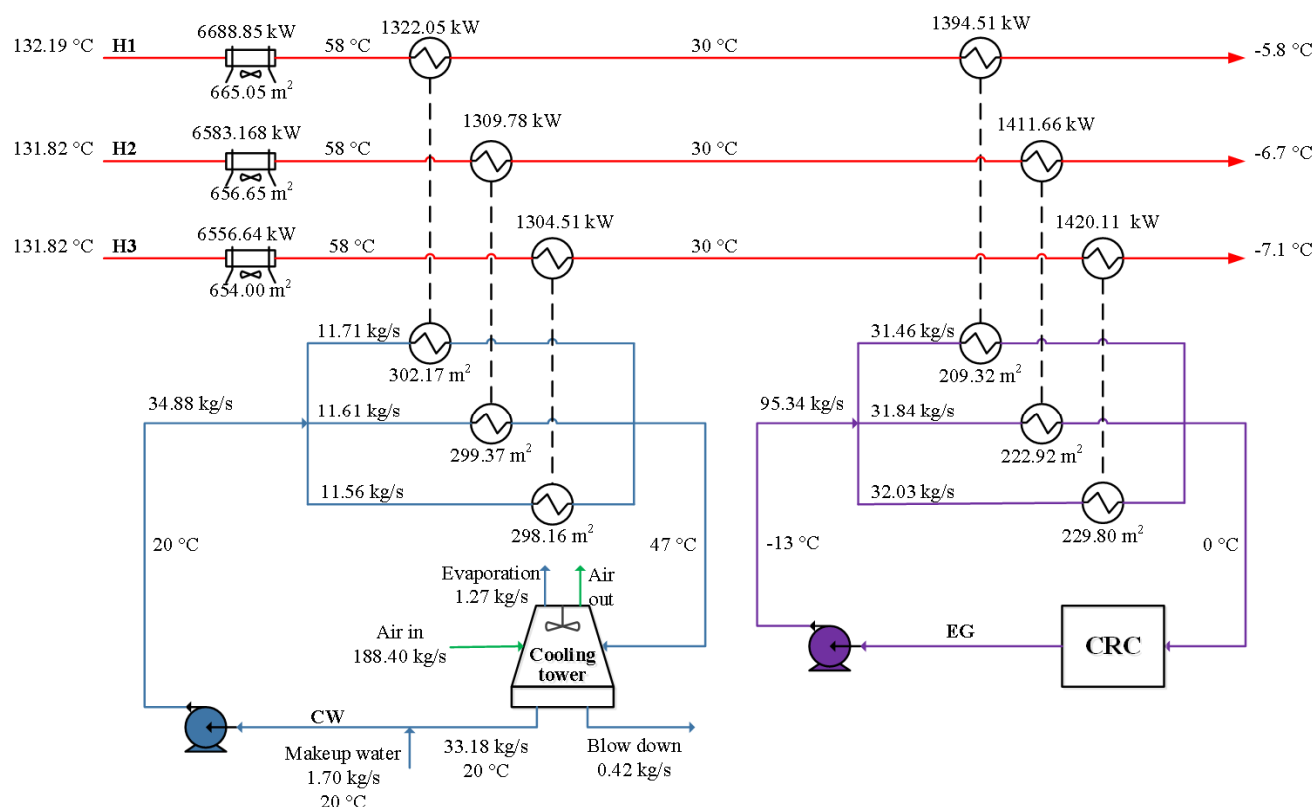 6688.85 kW
1322.05 kW
1394.51 kW
132.19 °C
H1
58 °C
30 °C
-5.8 °C
665.05 m²
6583.168 kW
1309.78 kW
1411.66 kW
131.82 °C
H2
58 °C
30 °C
-6.7 °C
656.65 m²
6556.64 kW
1304.51 kW
1420.11 kW
131.82 °C
H3
58 °C
30 °C
-7.1 °C
654.00 m²
11.71 kg/s
302.17 m²
34.88 kg/s
11.61 kg/s
299.37 m²
11.56 kg/s
298.16 m²
20 °C
47 °C
31.46 kg/s
209.32 m²
95.34 kg/s
31.84 kg/s
222.92 m²
32.03 kg/s
229.80 m²
-13 °C
0 °C
Evaporation
1.27 kg/s
Air
out
Air in
188.40 kg/s
Cooling
tower
EG
CRC
CW
Makeup water
1.70 kg/s
20 °C
33.18 kg/s
20 °C
Blow down
0.42 kg/s